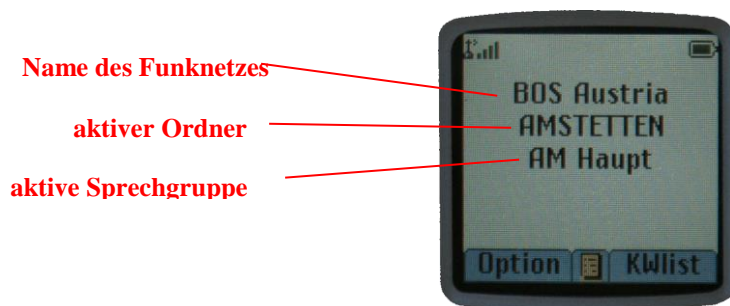 Name des Funknetzes
BOS Austria
aktiver Ordner
AMSTETTEN
aktive Sprechgruppe
AM Haupt
Option
KWlist